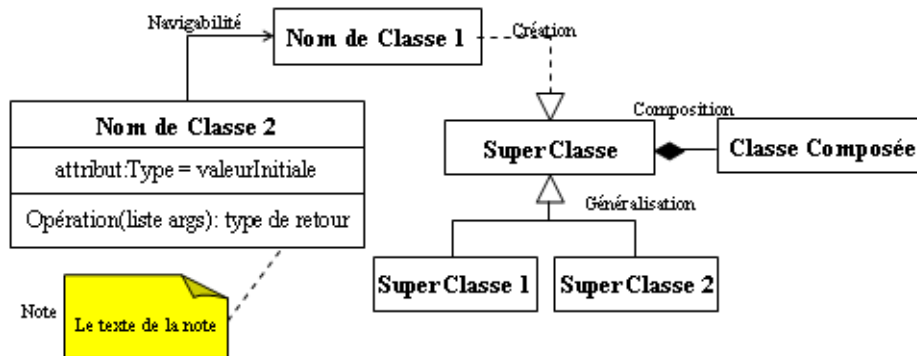 Navigabilité
Nom de Classe 1
Création
Nom de Classe 2
attribut:Type = valeurInitiale
Opération(liste args): type de retour
Composition
SuperClasse
Classe Composée
Généralisation
SuperClasse 1
SuperClasse 2
Note
Le texte de la note